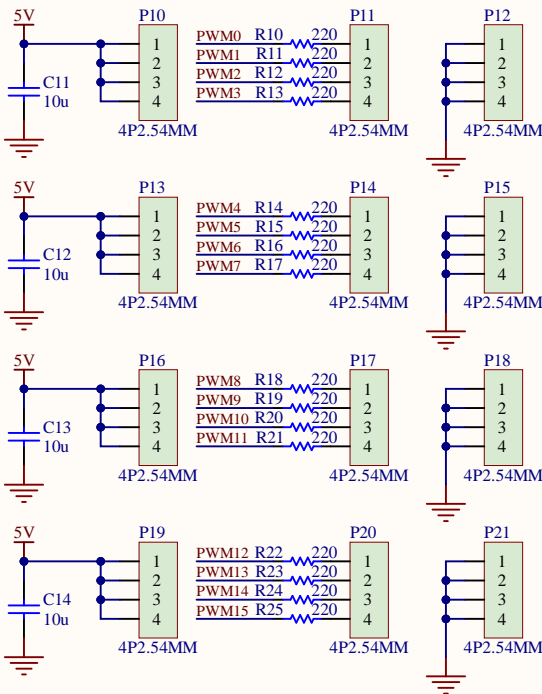 5V P10 P11 P12
1 PWM0 R10 220 1 1
2 PWM1 R11 220 2 2
C11 3 PWM2 R12 220 3 3
10u 4 PWM3 R13 220 4 4
4P2.54MM 4P2.54MM 4P2.54MM
5V P13 P14 P15
1 PWM4 R14 220 1 1
2 PWM5 R15 220 2 2
C12 3 PWM6 R16 220 3 3
10u 4 PWM7 R17 220 4 4
4P2.54MM 4P2.54MM 4P2.54MM
5V P16 P17 P18
1 PWM8 R18 220 1 1
2 PWM9 R19 220 2 2
C13 3 PWM10 R20 220 3 3
10u 4 PWM11 R21 220 4 4
4P2.54MM 4P2.54MM 4P2.54MM
5V P19 P20 P21
1 PWM12 R22 220 1 1
2 PWM13 R23 220 2 2
C14 3 PWM14 R24 220 3 3
10u 4 PWM15 R25 220 4 4
4P2.54MM 4P2.54MM 4P2.54MM